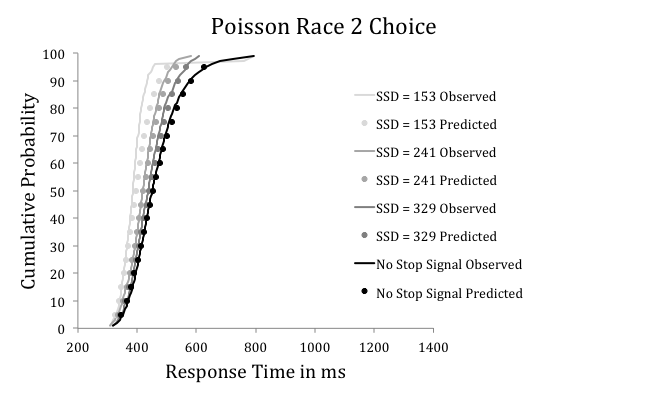 Poisson Race 2 Choice
100
90
80
70
60
50
40
30
20
10
0
Cumulative Probability
200 400 600 800 1000 1200 1400
Response Time in ms
SSD = 153 Observed
SSD = 153 Predicted
SSD = 241 Observed
SSD = 241 Predicted
SSD = 329 Observed
SSD = 329 Predicted
No Stop Signal Observed
No Stop Signal Predicted